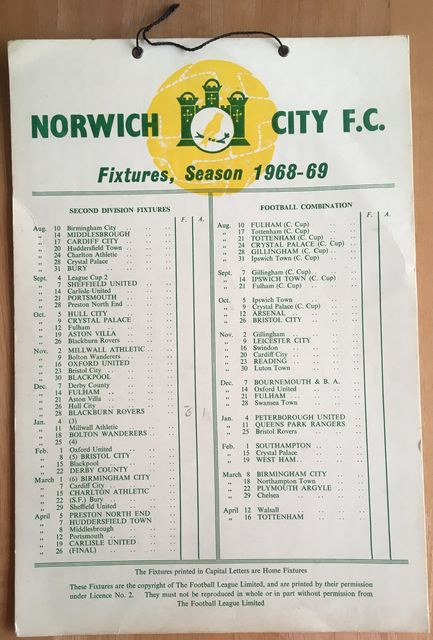 NORWICH CITY F.C.
Fixtures, Season 1968-69
SECOND DIVISION FIXTURES
F. A.
Aug. 10 Birmingham City
„ 14 MIDDLESBROUGH
„ 17 CARDIFF CITY
„ 20 Huddersfield Town
„ 24 Charlton Athletic
„ 28 Crystal Palace
„ 31 BURY
Sept. 4 League Cup 2
„ 7 SHEFFIELD UNITED
„ 14 Carlisle United
„ 21 PORTSMOUTH
„ 28 Preston North End
Oct. 5 HULL CITY
„ 9 CRYSTAL PALACE
„ 12 Fulham
„ 19 ASTON VILLA
„ 26 Blackburn Rovers
Nov. 2 MILLWALL ATHLETIC
„ 9 Bolton Wanderers
„ 16 OXFORD UNITED
„ 23 Bristol City
„ 30 BLACKPOOL
Dec. 7 Derby County
„ 14 FULHAM
„ 21 Aston Villa
„ 26 Hull City
„ 28 BLACKBURN ROVERS 3 1
Jan. 4 (3)
„ 11 Millwall Athletic
„ 18 BOLTON WANDERERS
„ 25 (4)
Feb. 1 Oxford United
„ 8 (5) BRISTOL CITY
„ 15 Blackpool
„ 22 DERBY COUNTY
March 1 (6) BIRMINGHAM CITY
„ 7 Cardiff City
„ 15 CHARLTON ATHLETIC
„ 22 (S.F.) Bury
„ 29 Sheffield United
April 5 PRESTON NORTH END
„ 7 HUDDERSFIELD TOWN
„ 8 Middlesbrough
„ 12 Portsmouth
„ 19 CARLISLE UNITED
„ 26 (FINAL)
FOOTBALL COMBINATION
F. A.
Aug. 10 FULHAM (C. Cup)
„ 17 Tottenham (C. Cup)
„ 21 TOTTENHAM (C. Cup)
„ 24 CRYSTAL PALACE (C. Cup)
„ 28 GILLINGHAM (C. Cup)
„ 31 Ipswich Town (C. Cup)
Sept. 7 Gillingham (C. Cup)
„ 14 IPSWICH TOWN (C. Cup)
„ 21 Fulham (C. Cup)
Oct. 5 Ipswich Town
„ 9 Crystal Palace (C. Cup)
„ 12 ARSENAL
„ 26 BRISTOL CITY
Nov. 2 Gillingham
„ 9 LEICESTER CITY
„ 16 Swindon
„ 20 Cardiff City
„ 23 READING
„ 30 Luton Town
Dec. 7 BOURNEMOUTH & B. A.
„ 14 Oxford United
„ 21 FULHAM
„ 28 Swansea Town
Jan. 4 PETERBOROUGH UNITED
„ 11 QUEENS PARK RANGERS
„ 25 Bristol Rovers
Feb. 1 SOUTHAMPTON
„ 15 Crystal Palace
„ 19 WEST HAM
March 8 BIRMINGHAM CITY
„ 18 Northampton Town
„ 22 PLYMOUTH ARGYLE
„ 29 Chelsea
April 12 Walsall
„ 16 TOTTENHAM
The Fixtures printed in Capital Letters are Home Fixtures
These Fixtures are the copyright of The Football League Limited, and are printed by their permission
under Licence No. 2. They must not be reproduced in whole or in part without permission from
The Football League Limited